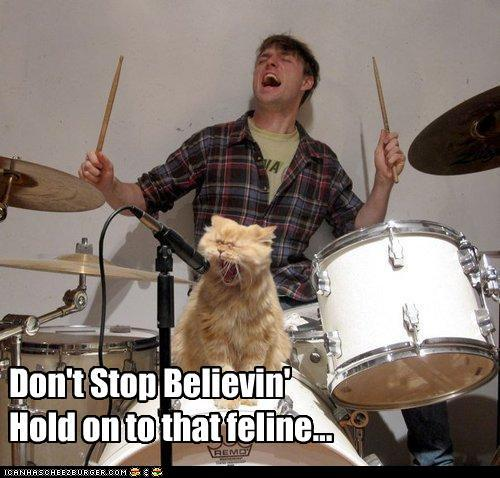 Don't Stop Believin'
Hold on to that feline...
REMO
ICANHASCHEEZBURGER.COM